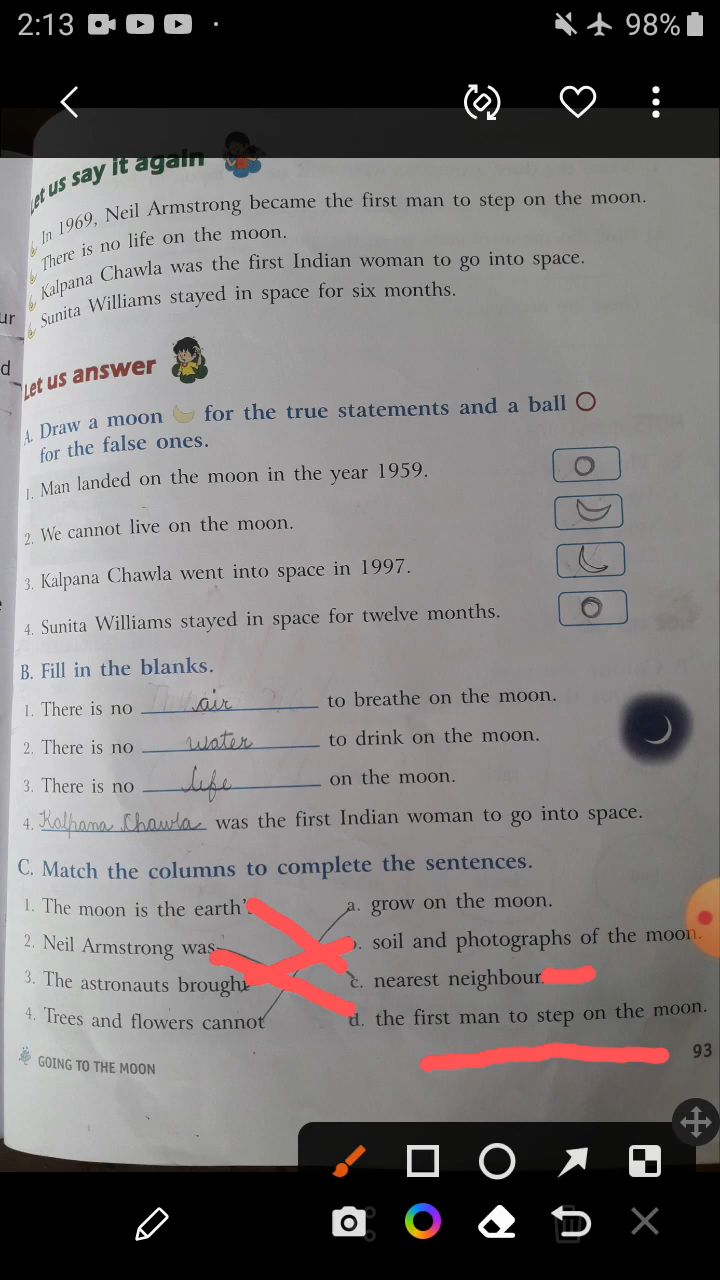 2:13 98%
Let us say it again
In 1969, Neil Armstrong became the first man to step on the moon.
There is no life on the moon.
Kalpana Chawla was the first Indian woman to go into space.
Sunita Williams stayed in space for six months.
ur
d
Let us answer
A. Draw a moon for the true statements and a ball
for the false ones.
1. Man landed on the moon in the year 1959.
2. We cannot live on the moon.
3. Kalpana Chawla went into space in 1997.
4. Sunita Williams stayed in space for twelve months.
B. Fill in the blanks.
1. There is no air to breathe on the moon.
2. There is no water to drink on the moon.
3. There is no life on the moon.
4. Kalpana Chawla was the first Indian woman to go into space.
C. Match the columns to complete the sentences.
1. The moon is the earth' a. grow on the moon.
2. Neil Armstrong was b. soil and photographs of the moon.
3. The astronauts brought c. nearest neighbour.
4. Trees and flowers cannot d. the first man to step on the moon.
GOING TO THE MOON 93